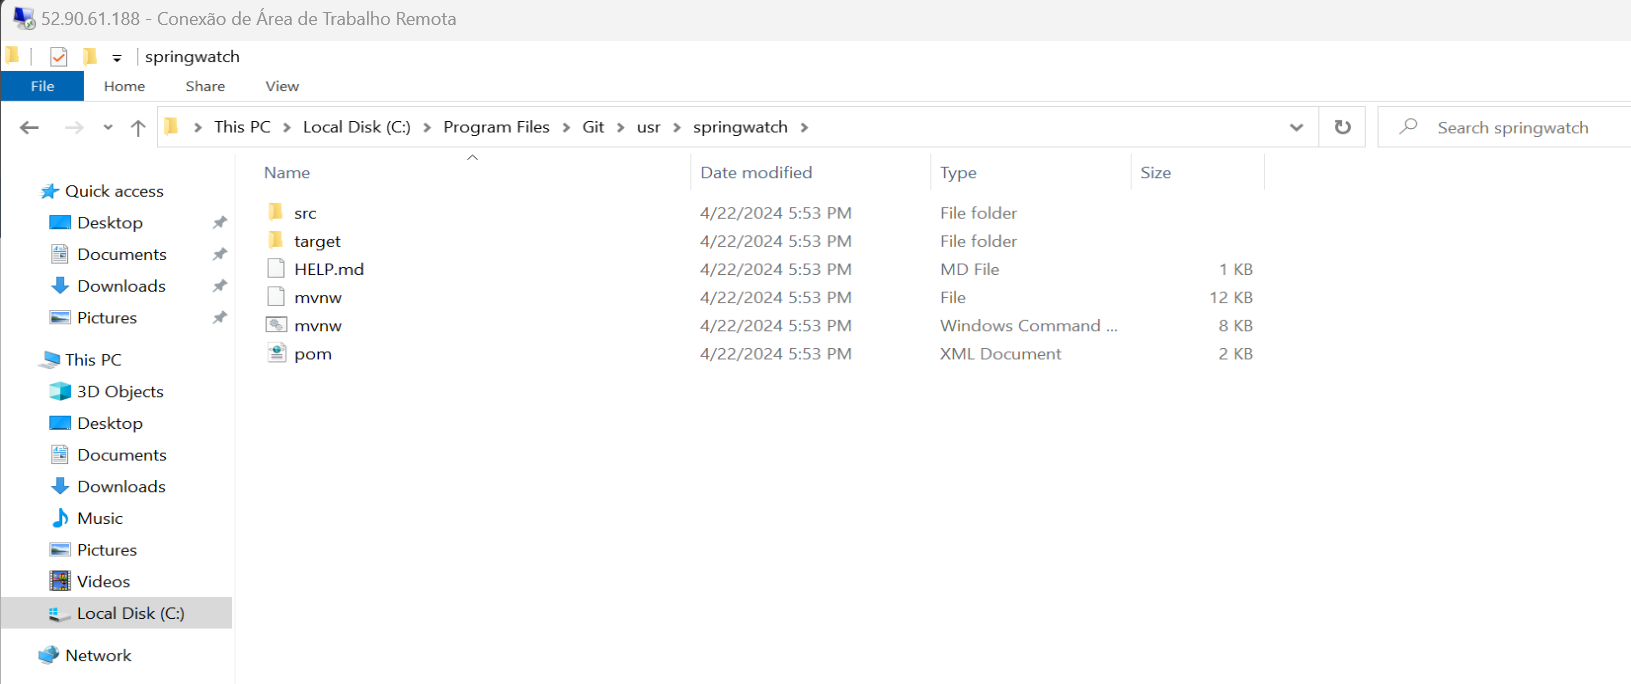 52.90.61.188 - Conexão de Área de Trabalho Remota
springwatch
File Home Share View
This PC Local Disk (C:) Program Files Git usr springwatch Search springwatch
Name Date modified Type Size
Quick access
Desktop
Documents
Downloads
Pictures
This PC
3D Objects
Desktop
Documents
Downloads
Music
Pictures
Videos
Local Disk (C:)
Network
src 4/22/2024 5:53 PM File folder
target 4/22/2024 5:53 PM File folder
HELP.md 4/22/2024 5:53 PM MD File 1 KB
mvnw 4/22/2024 5:53 PM File 12 KB
mvnw 4/22/2024 5:53 PM Windows Command ... 8 KB
pom 4/22/2024 5:53 PM XML Document 2 KB